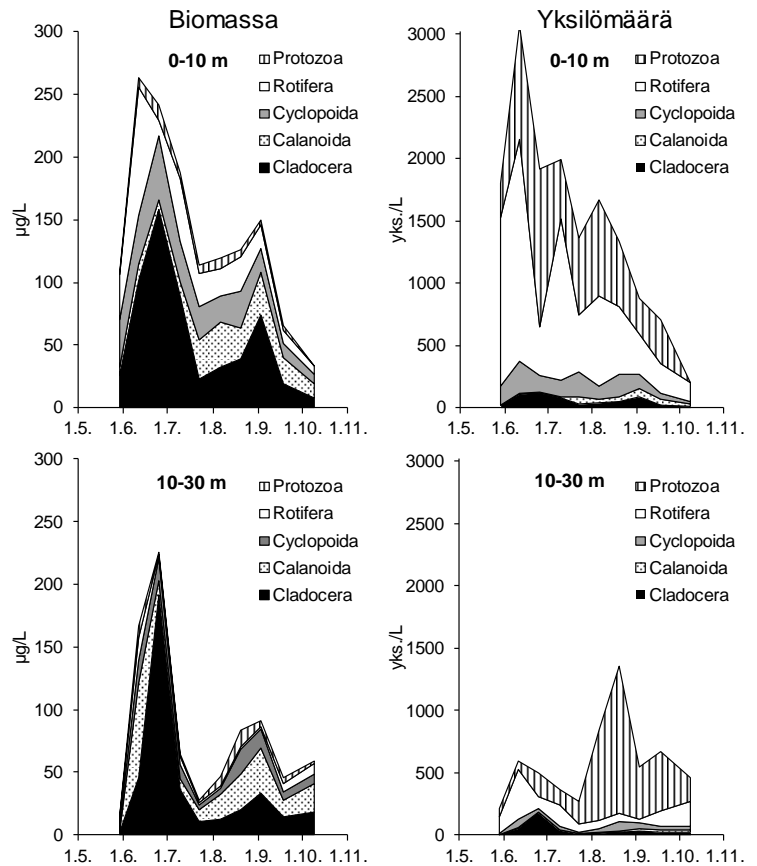 Biomassa
300
250
200
150
100
50
0
µg/L
0-10 m
Protozoa
Rotifera
Cyclopoida
Calanoida
Cladocera
1.5. 1.6. 1.7. 1.8. 1.9. 1.10. 1.11.
Yksilömäärä
3000
2500
2000
1500
1000
500
0
yks./L
0-10 m
Protozoa
Rotifera
Cyclopoida
Calanoida
Cladocera
1.5. 1.6. 1.7. 1.8. 1.9. 1.10. 1.11.
300
250
200
150
100
50
0
µg/L
10-30 m
Protozoa
Rotifera
Cyclopoida
Calanoida
Cladocera
1.5. 1.6. 1.7. 1.8. 1.9. 1.10. 1.11.
3000
2500
2000
1500
1000
500
0
yks./L
10-30 m
Protozoa
Rotifera
Cyclopoida
Calanoida
Cladocera
1.5. 1.6. 1.7. 1.8. 1.9. 1.10. 1.11.